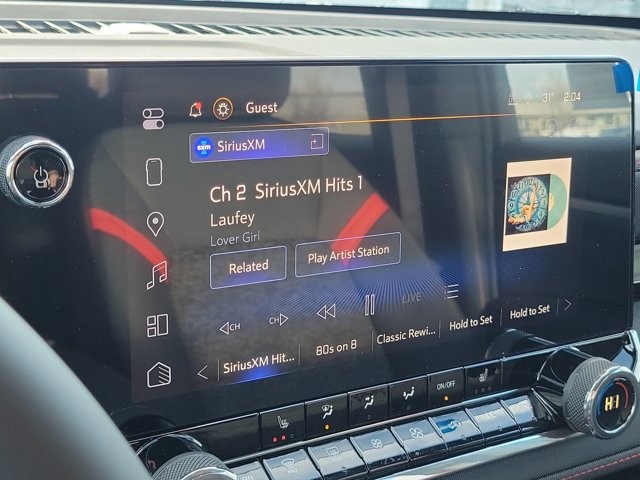 Guest
31° 2:04
sxm SiriusXM
Ch 2 SiriusXM Hits 1
Laufey
Lover Girl
Related
Play Artist Station
CH
CH
LIVE
SiriusXM Hit...
80s on 8
Classic Rewi...
Hold to Set
Hold to Set
ON/OFF
HI